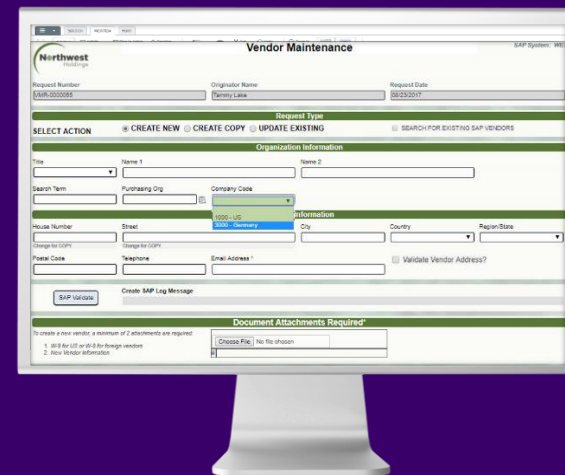 Northwest
Holdings
Vendor Maintenance
SAP System:
Request Number
Originator Name
Request Date
VMR-0000085
Tammy Lake
08/23/2017
Request Type
SELECT ACTION
CREATE NEW
CREATE COPY
UPDATE EXISTING
SEARCH FOR EXISTING SAP VENDORS
Organization Information
Title
Name 1
Name 2
Search Term
Purchasing Org
Company Code
1000 - US
3000 - Germany
Information
House Number
Street
City
Country
Region/State
Change for COPY
Change for COPY
Postal Code
Telephone
Email Address *
Validate Vendor Address?
SAP Validate
Create SAP Log Message
Document Attachments Required*
To create a new vendor, a minimum of 2 attachments are required:
1. W-9 for US or W-8 for foreign vendors
2. New Vendor Information
Choose File
No file chosen